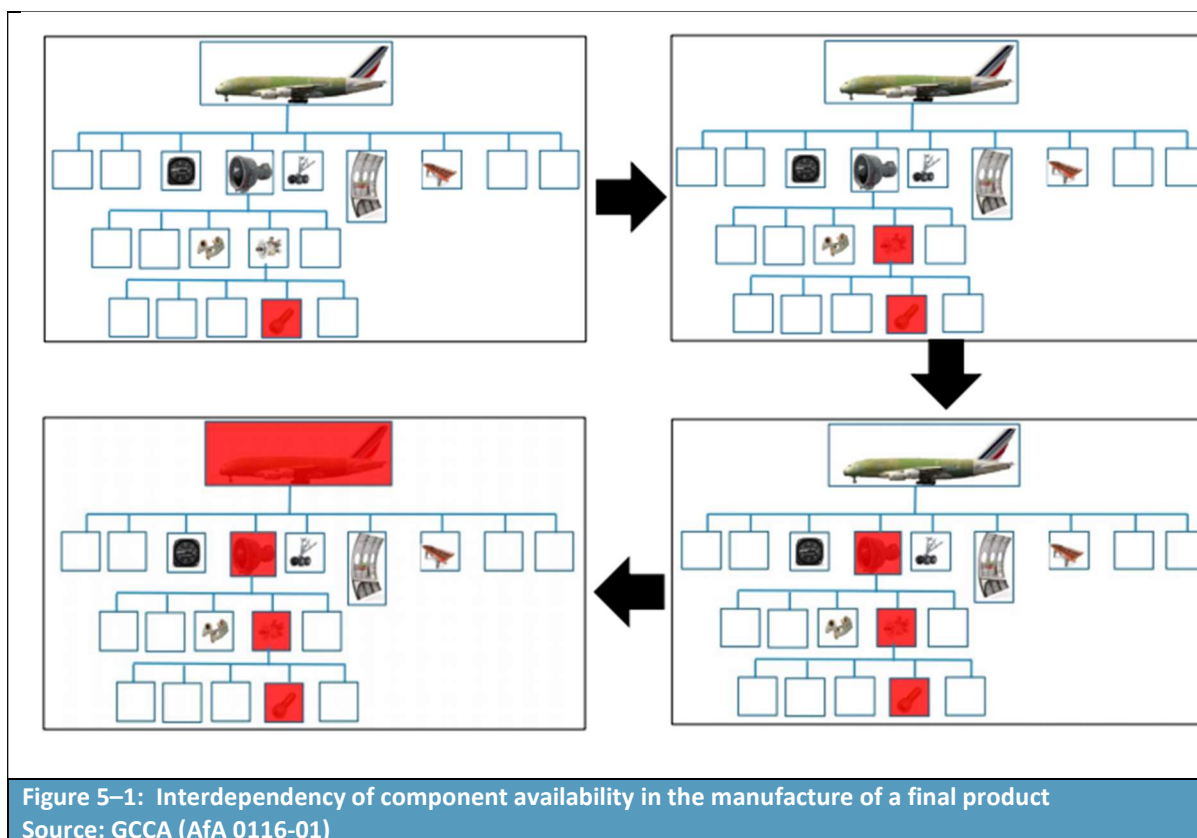 Figure 5–1: Interdependency of component availability in the manufacture of a final product
Source: GCCA (AfA 0116-01)